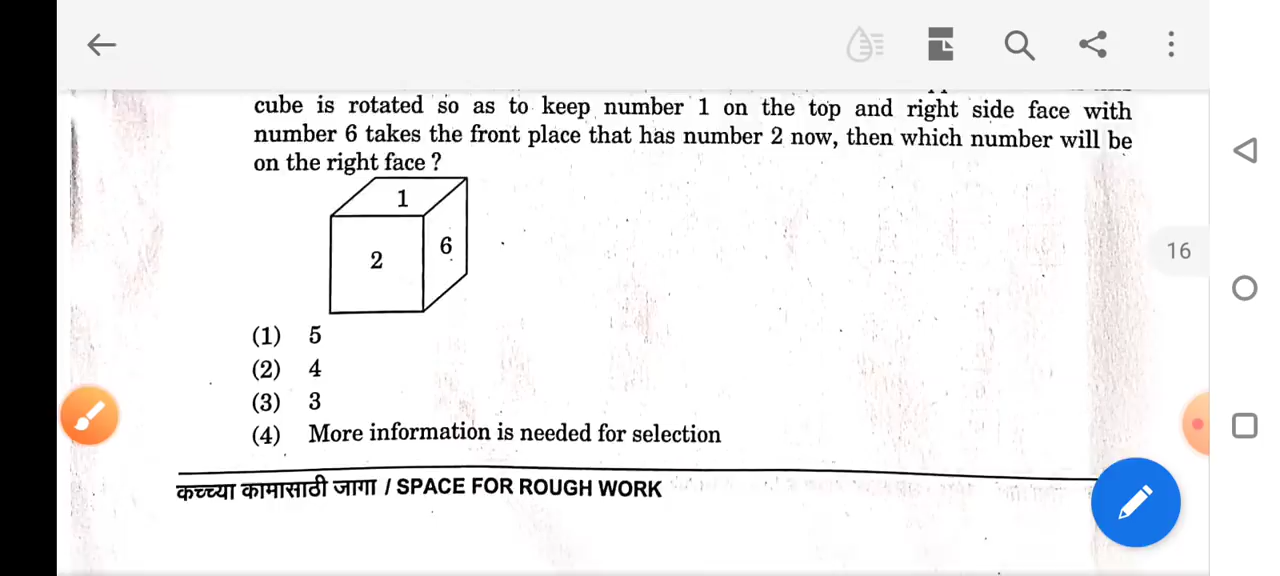 cube is rotated so as to keep number 1 on the top and right side face with
number 6 takes the front place that has number 2 now, then which number will be
on the right face ?
1
2
6
16
(1) 5
(2) 4
(3) 3
(4) More information is needed for selection
कच्च्या कामासाठी जागा / SPACE FOR ROUGH WORK